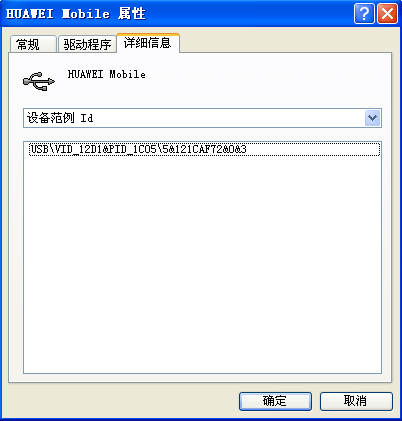 HUAWEI Mobile 属性
常规 驱动程序 详细信息
HUAWEI Mobile
设备范例 Id
USB\VID_12D1&PID_1C05\5&121CAF72&0&3
确定 取消